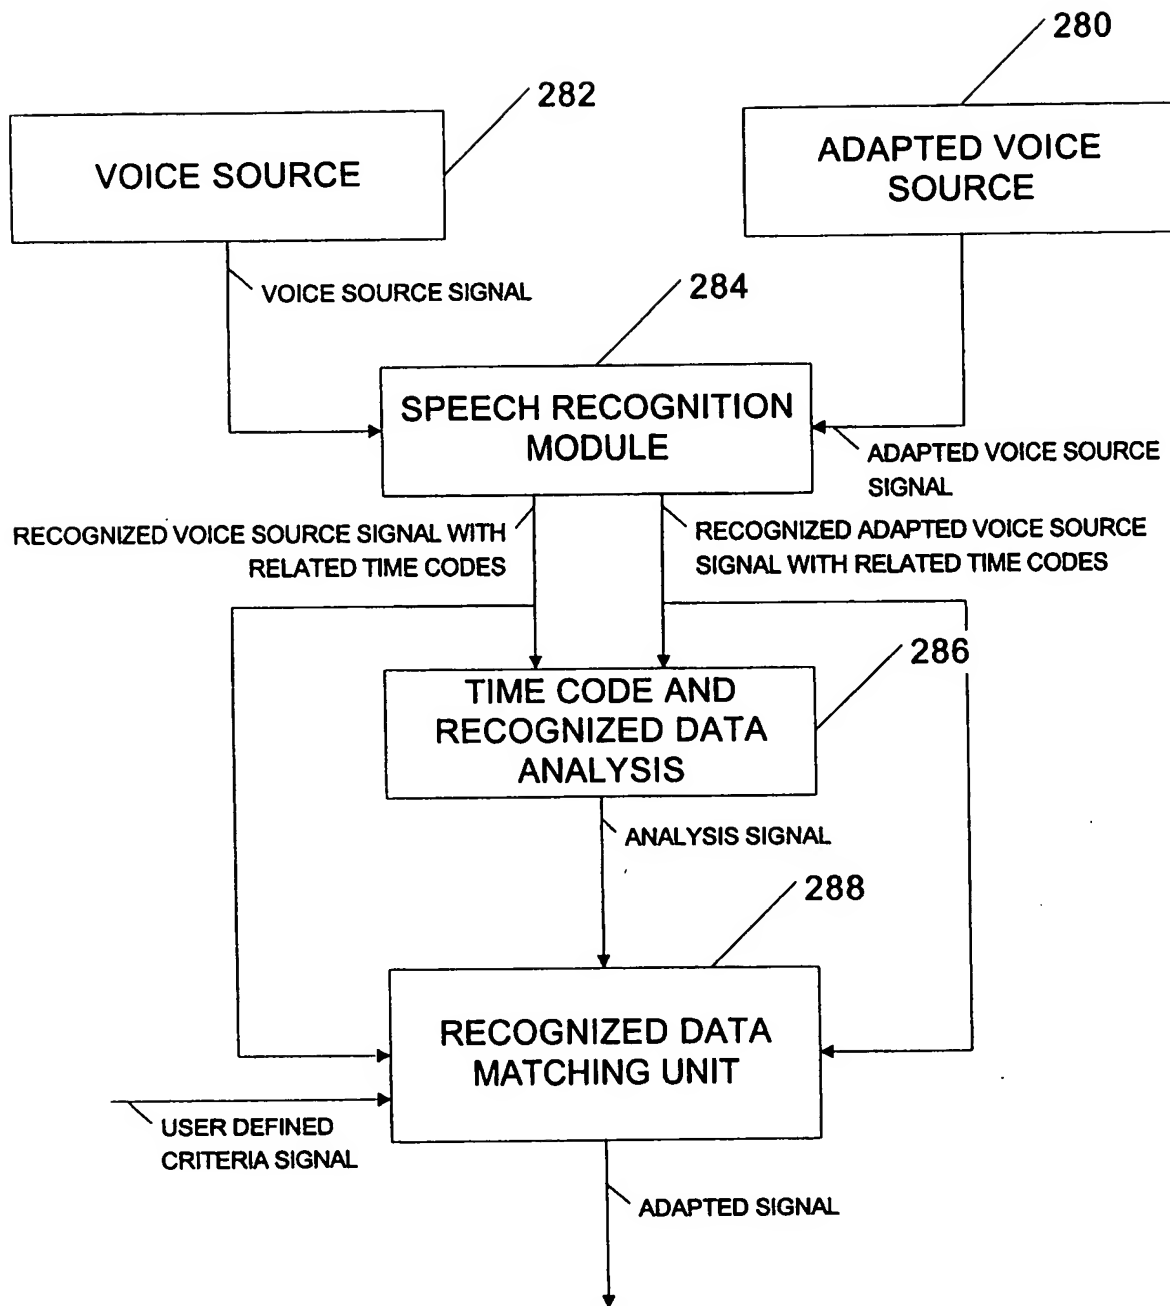 280
282
VOICE SOURCE
ADAPTED VOICE
SOURCE
VOICE SOURCE SIGNAL
284
SPEECH RECOGNITION
MODULE
ADAPTED VOICE SOURCE
SIGNAL
RECOGNIZED VOICE SOURCE SIGNAL WITH
RELATED TIME CODES
RECOGNIZED ADAPTED VOICE SOURCE
SIGNAL WITH RELATED TIME CODES
286
TIME CODE AND
RECOGNIZED DATA
ANALYSIS
ANALYSIS SIGNAL
288
RECOGNIZED DATA
MATCHING UNIT
USER DEFINED
CRITERIA SIGNAL
ADAPTED SIGNAL